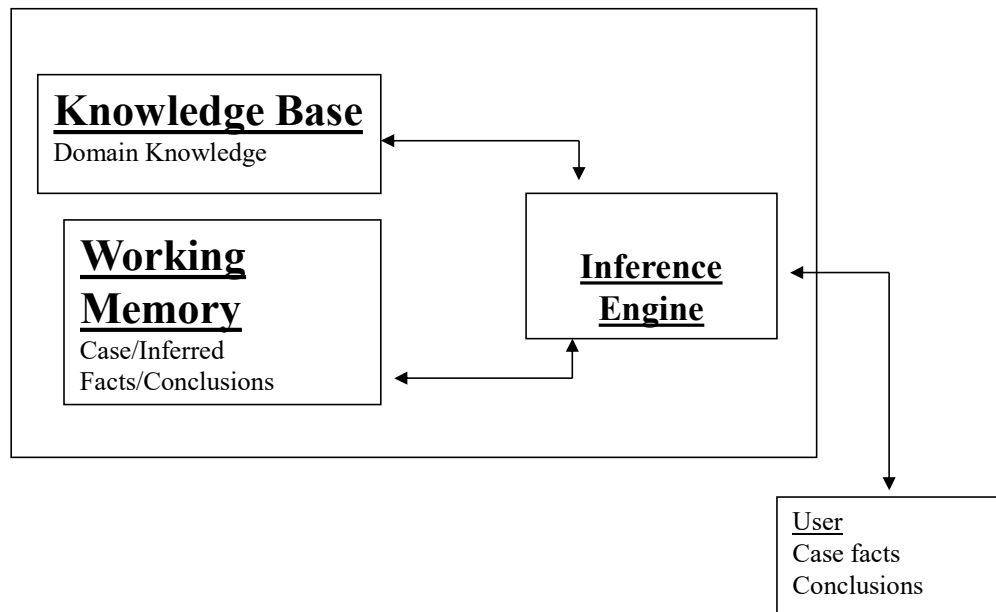 Knowledge Base
Domain Knowledge
Working
Memory
Case/Inferred
Facts/Conclusions
Inference
Engine
User
Case facts
Conclusions